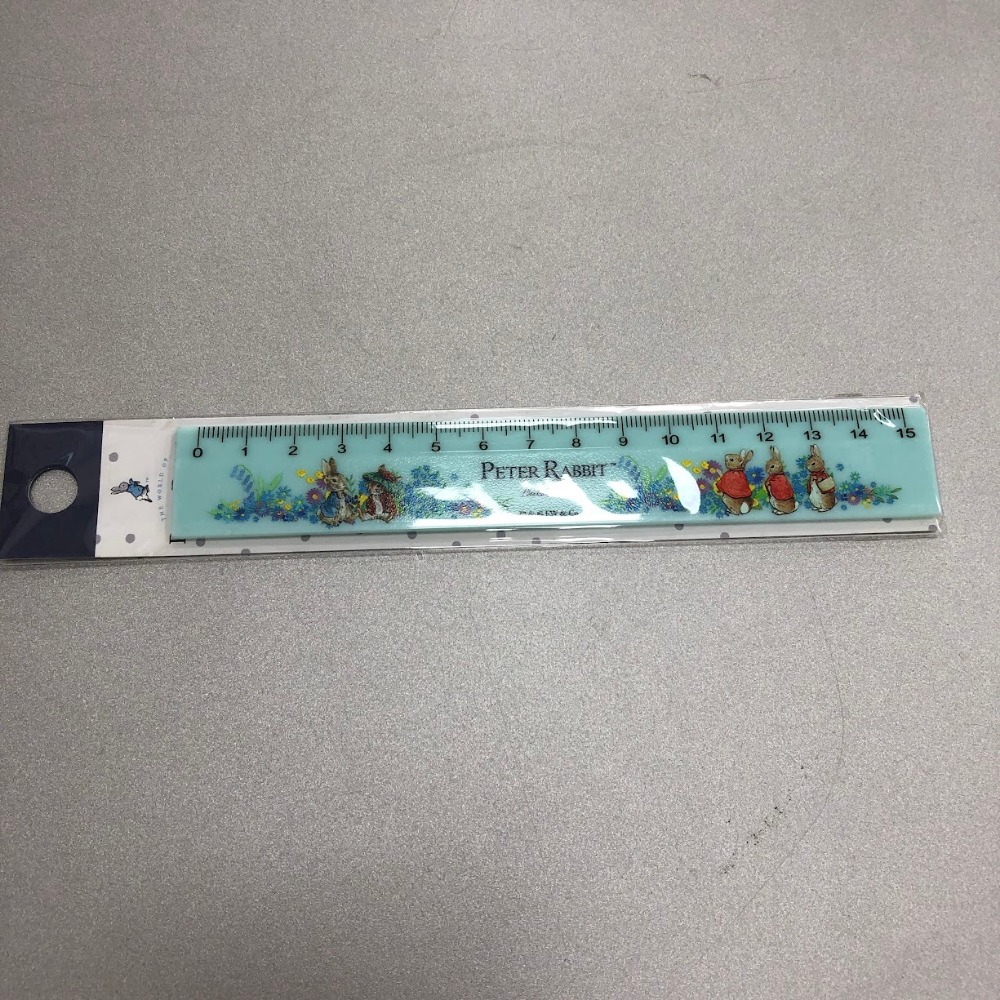 0 1 2 3 4 5 6 7 8 9 10 11 12 13 14 15
PETER RABBIT™
THE WORLD OF